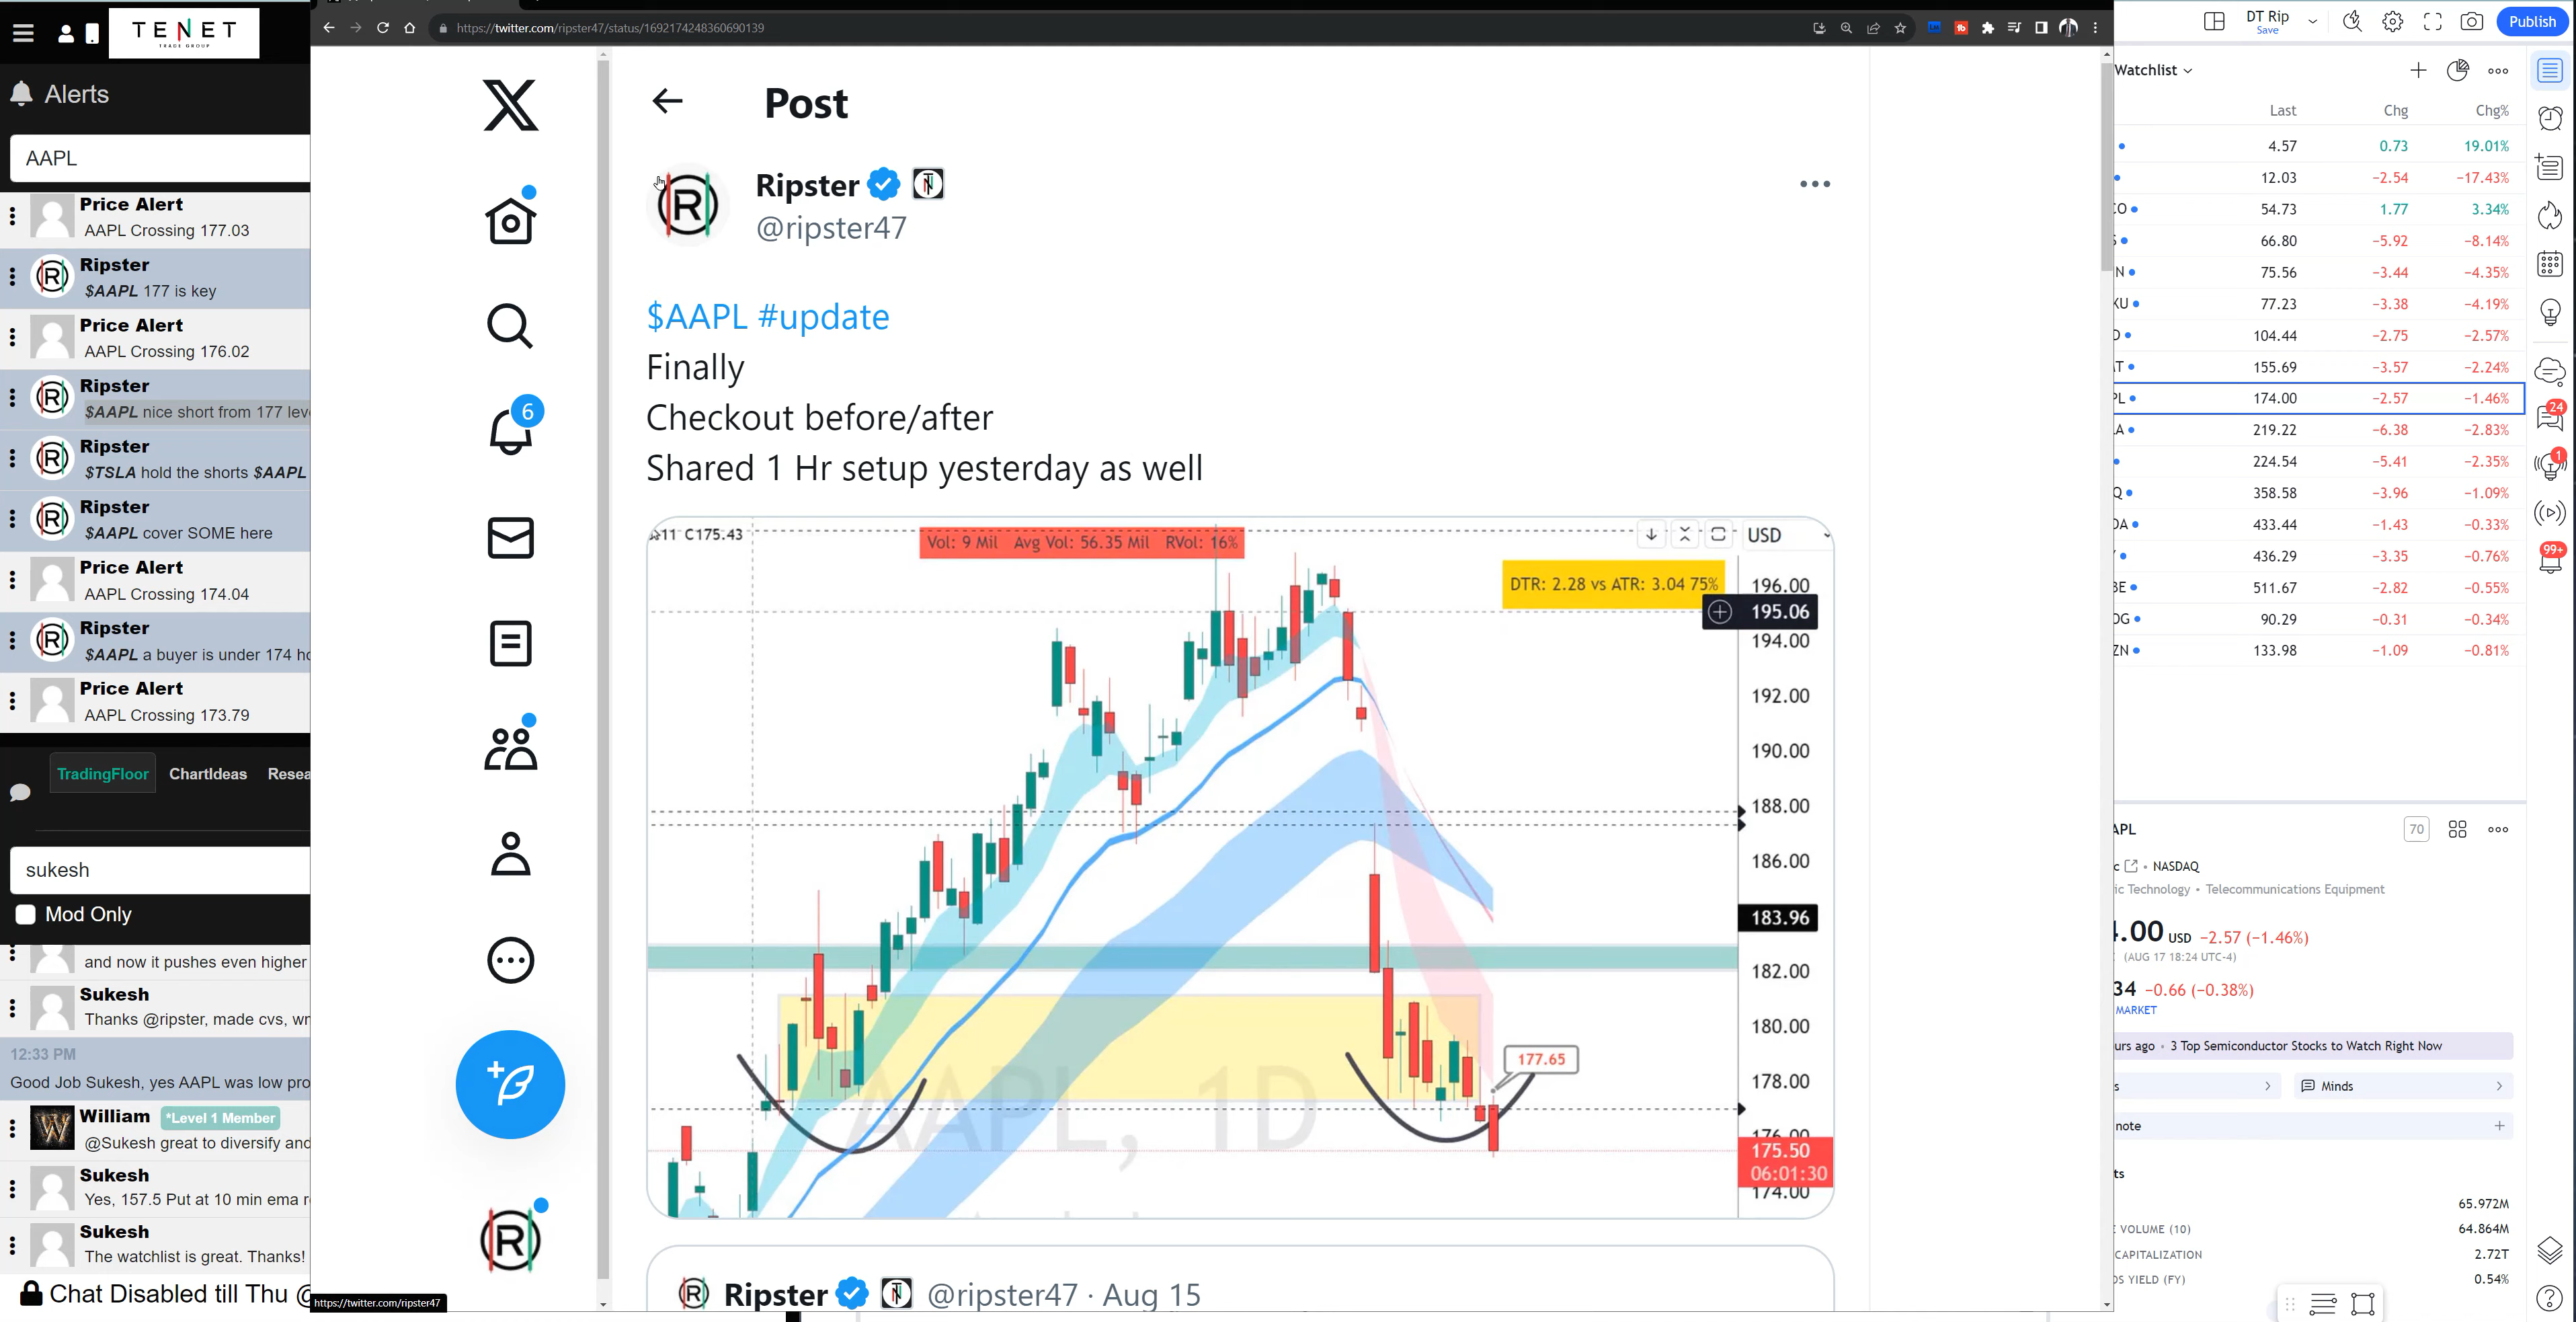 TENET
TRADE GROUP
Alerts
AAPL
Price Alert
AAPL Crossing 177.03
Ripster
$AAPL 177 is key
Price Alert
AAPL Crossing 176.02
Ripster
$AAPL nice short from 177
Ripster
$TSLA hold the shorts $AAPL
Ripster
$AAPL cover SOME here
Price Alert
AAPL Crossing 174.04
Ripster
$AAPL a buyer is under 174
Price Alert
AAPL Crossing 173.79
TradingFloor ChartIdeas
sukesh
Mod Only
and now it pushes even higher
Sukesh
Thanks @ripster, made cvs,
12:33 PM
Good Job Sukesh, yes AAPL was low
William *Level 1 Member
@Sukesh great to diversify and
Sukesh
Yes, 157.5 Put at 10 min ema
Sukesh
The watchlist is great. Thanks!
Chat Disabled till Thu @
https://twitter.com/ripster47/status/1692174248360690139
X
6
Post
Ripster
@ripster47
$AAPL #update
Finally
Checkout before/after
Shared 1 Hr setup yesterday as well
C175.43
Vol: 9 Mil Avg Vol: 56.35 Mil RVol: 16%
USD
DTR: 2.28 vs ATR: 3.04 75%
196.00
195.06
194.00
192.00
190.00
188.00
186.00
183.96
182.00
180.00
177.65
178.00
AAPL, 1D
176.00
175.50
06:01:30
174.00
Ripster @ripster47 · Aug 15
https://twitter.com/ripster47
DT Rip
Save
Publish
Watchlist
Last Chg Chg%
4.57 0.73 19.01%
12.03 −2.54 −17.43%
54.73 1.77 3.34%
66.80 −5.92 −8.14%
75.56 −3.44 −4.35%
77.23 −3.38 −4.19%
104.44 −2.75 −2.57%
155.69 −3.57 −2.24%
174.00 −2.57 −1.46%
219.22 −6.38 −2.83%
224.54 −5.41 −2.35%
358.58 −3.96 −1.09%
433.44 −1.43 −0.33%
436.29 −3.35 −0.76%
511.67 −2.82 −0.55%
90.29 −0.31 −0.34%
133.98 −1.09 −0.81%
24
1
99+
APL
70
NASDAQ
Technology • Telecommunications Equipment
.00 USD −2.57 (−1.46%)
(AUG 17 18:24 UTC-4)
34 −0.66 (−0.38%)
MARKET
ago • 3 Top Semiconductor Stocks to Watch Right Now
Minds
note
65.972M
VOLUME (10) 64.864M
CAPITALIZATION 2.72T
YIELD (FY) 0.54%